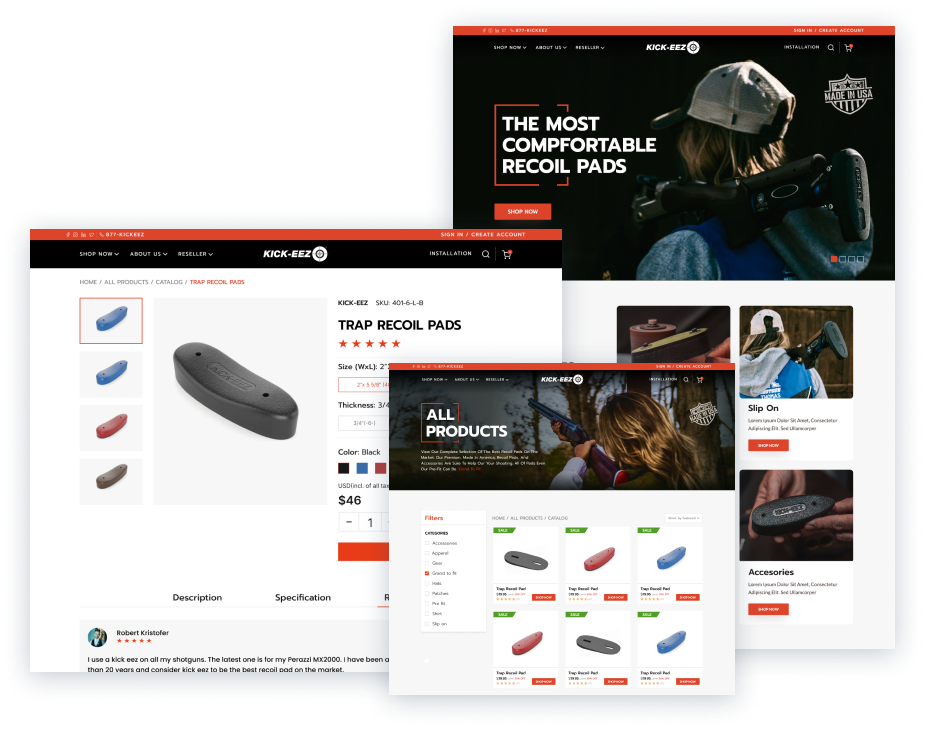 877-KICKEEZ
SIGN IN / CREATE ACCOUNT
SHOP NOW
ABOUT US
RESELLER
KICK-EEZ
INSTALLATION
MADE IN USA
THE MOST
COMPFORTABLE
RECOIL PADS
SHOP NOW
Slip On
Lorem Ipsum Dolor Sit Amet, Consectetur
Adipiscing Elit. Sed Ullamcorper
SHOP NOW
KICK-EEZ
Accesories
Lorem Ipsum Dolor Sit Amet, Consectetur
Adipiscing Elit. Sed Ullamcorper
SHOP NOW
877-KICKEEZ
SIGN IN / CREATE ACCOUNT
SHOP NOW
ABOUT US
RESELLER
KICK-EEZ
INSTALLATION
HOME / ALL PRODUCTS / CATALOG / TRAP RECOIL PADS
KICK-EEZ
KICK-EEZ SKU: 401-6-L-B
TRAP RECOIL PADS
Size (WxL): 2"
2"x 5 5/8"
Thickness: 3/4
3/4"|-6-1
Color: Black
USD(incl. of all tax
$46
- 1
Description
Specification
R
Robert Kristofer
I use a kick eez on all my shotguns. The latest one is for my Perazzi MX2000. I have been a
than 20 years and consider kick eez to be the best recoil pad on the market.
877-KICKEEZ
SIGN IN / CREATE ACCOUNT
SHOP NOW
ABOUT US
RESELLER
KICK-EEZ
INSTALLATION
MADE IN USA
ALL
PRODUCTS
View Our Complete Selection Of The Best Recoil Pads On The
Market. Our Premium, Made In America, Recoil Pads, And
Accessories Are Sure To Help Our Your Shooting. All Of Pads Even
Our Pre-Fit Can Be "Grind To Fit".
Filters
CATEGORIES
Accessories
Apparel
Gear
Grand to fit
Hats
Patches
Pre fit
Shirt
Slip on
HOME / ALL PRODUCTS / CATALOG
SALE
SALE
SALE
Trap Recoil Pad
SHOP NOW
Trap Recoil Pad
SHOP NOW
Trap Recoil Pad
SHOP NOW
SALE
SALE
SALE
Trap Recoil Pad
SHOP NOW
Trap Recoil Pad
SHOP NOW
Trap Recoil Pad
SHOP NOW